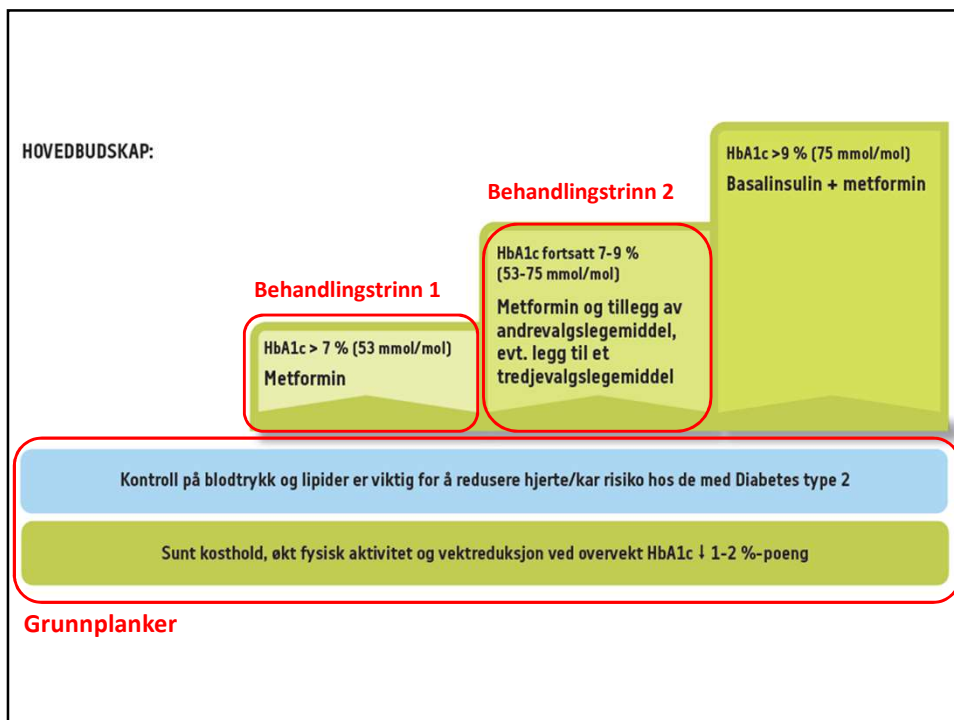 HOVEDBUDSKAP:
Behandlingstrinn 1
HbA1c > 7 % (53 mmol/mol)
Metformin
Behandlingstrinn 2
HbA1c fortsatt 7-9 %
(53-75 mmol/mol)
Metformin og tillegg av
andrevalgslegemiddel,
evt. legg til et
tredjevalgslegemiddel
HbA1c >9 % (75 mmol/mol)
Basalinsulin + metformin
Kontroll på blodtrykk og lipider er viktig for å redusere hjerte/kar risiko hos de med Diabetes type 2
Sunt kosthold, økt fysisk aktivitet og vektreduksjon ved overvekt HbA1c ↓ 1-2 %-poeng
Grunnplanker